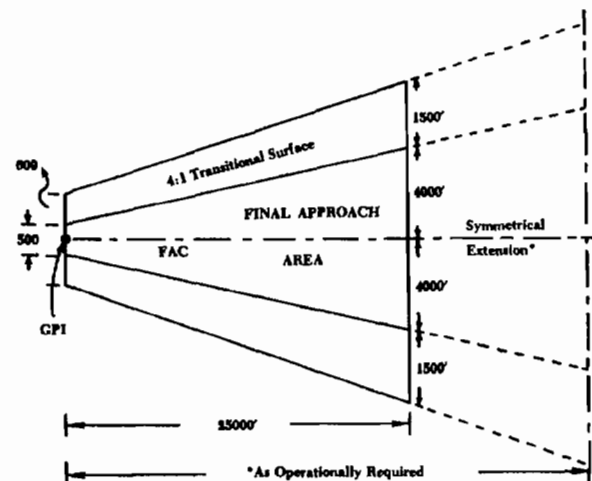 1500'
600
4:1 Transitional Surface
4000'
FINAL APPROACH
500
FAC
AREA
Symmetrical
Extension*
4000'
GPI
1500'
25000'
*As Operationally Required